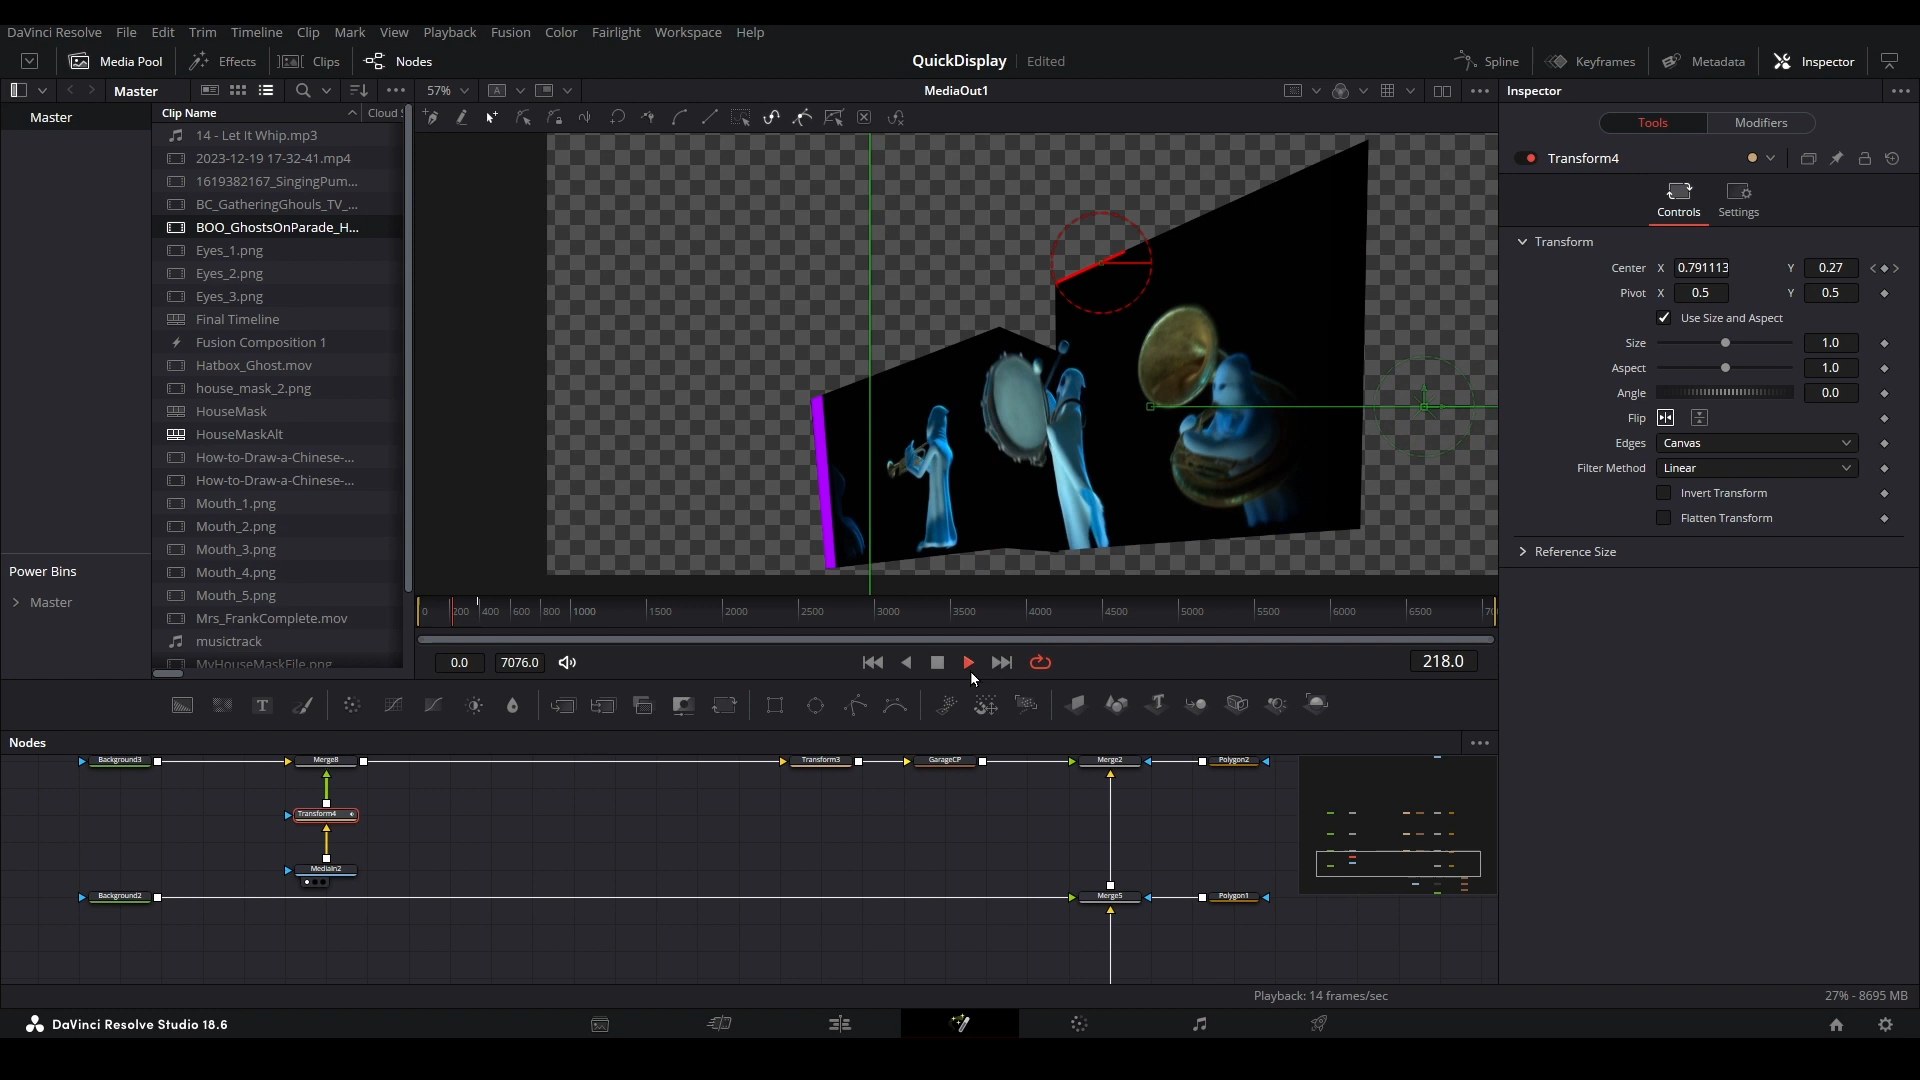 DaVinci Resolve File Edit Trim Timeline Clip Mark View Playback Fusion Color Fairlight Workspace Help
Media Pool Effects Clips Nodes QuickDisplay Edited Spline Keyframes Metadata Inspector
Master 57% A MediaOut1 Inspector
Master
Clip Name Cloud S
14 - Let It Whip.mp3
2023-12-19 17-32-41.mp4
1619382167_SingingPum...
BC_GatheringGhouls_TV_...
BOO_GhostsOnParade_H...
Eyes_1.png
Eyes_2.png
Eyes_3.png
Final Timeline
Fusion Composition 1
Hatbox_Ghost.mov
house_mask_2.png
HouseMask
HouseMaskAlt
How-to-Draw-a-Chinese-...
How-to-Draw-a-Chinese-...
Mouth_1.png
Mouth_2.png
Mouth_3.png
Mouth_4.png
Mouth_5.png
Mrs_FrankComplete.mov
musictrack
MyHouseMaskFile.png
Power Bins
Master
Tools Modifiers
Transform4
Controls Settings
Transform
Center X 0.791113 Y 0.27
Pivot X 0.5 Y 0.5
Use Size and Aspect
Size 1.0
Aspect 1.0
Angle 0.0
Flip
Edges Canvas
Filter Method Linear
Invert Transform
Flatten Transform
Reference Size
0 200 400 600 800 1000 1500 2000 2500 3000 3500 4000 4500 5000 5500 6000 6500 70
0.0 7076.0 218.0
T T
Nodes
Background3 Merge8 Transform3 GarageCP Merge2 Polygon2
Transform4
MediaIn2
Background2 Merge5 Polygon1
Playback: 14 frames/sec 27% - 8695 MB
DaVinci Resolve Studio 18.6